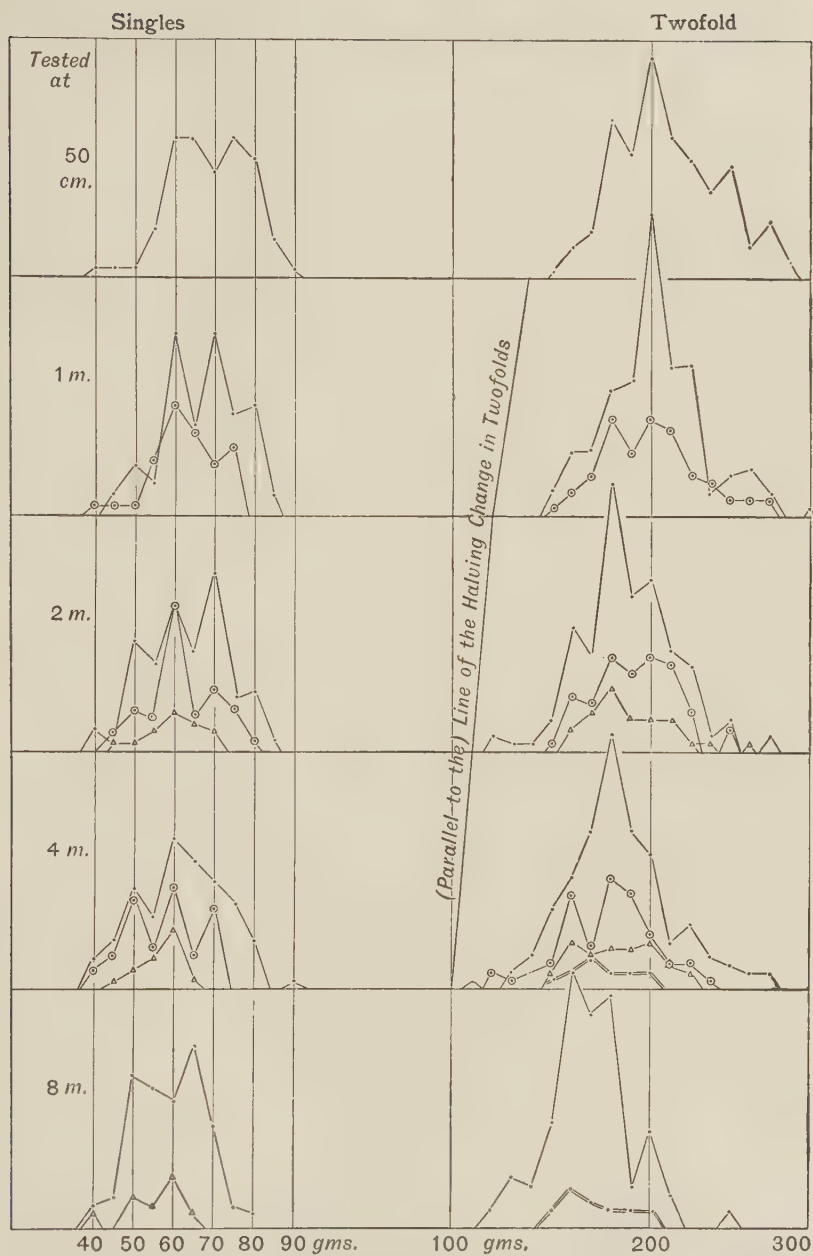 Singles Twofold
Tested
at
50
cm.
1 m.
2 m.
4 m.
8 m.
(Parallel to the) Line of the Halving Change in Twofolds
40 50 60 70 80 90 gms. 100 gms. 200 300